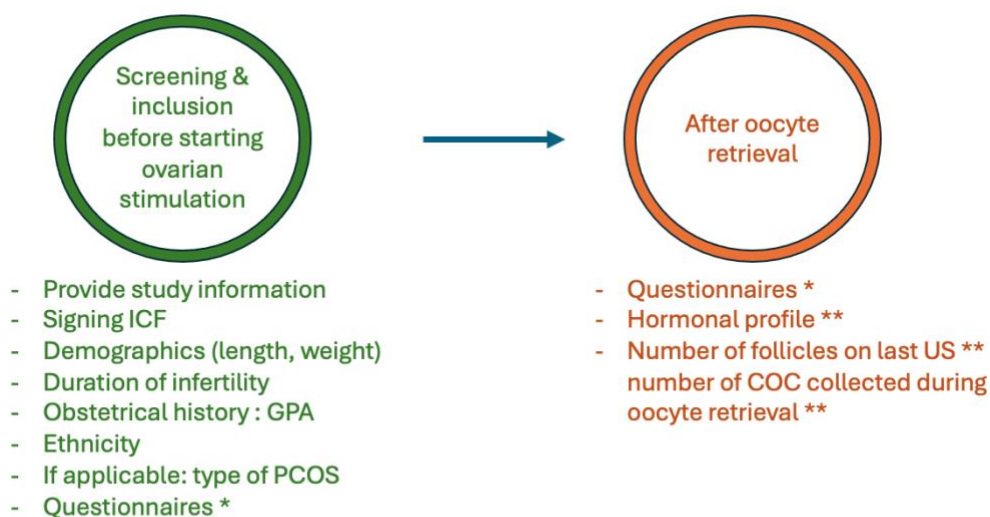 Screening &
inclusion
before starting
ovarian
stimulation
After oocyte
retrieval
- Provide study information
- Signing ICF
- Demographics (length, weight)
- Duration of infertility
- Obstetrical history : GPA
- Ethnicity
- If applicable: type of PCOS
- Questionnaires *
- Questionnaires *
- Hormonal profile **
- Number of follicles on last US **
number of COC collected during
oocyte retrieval **